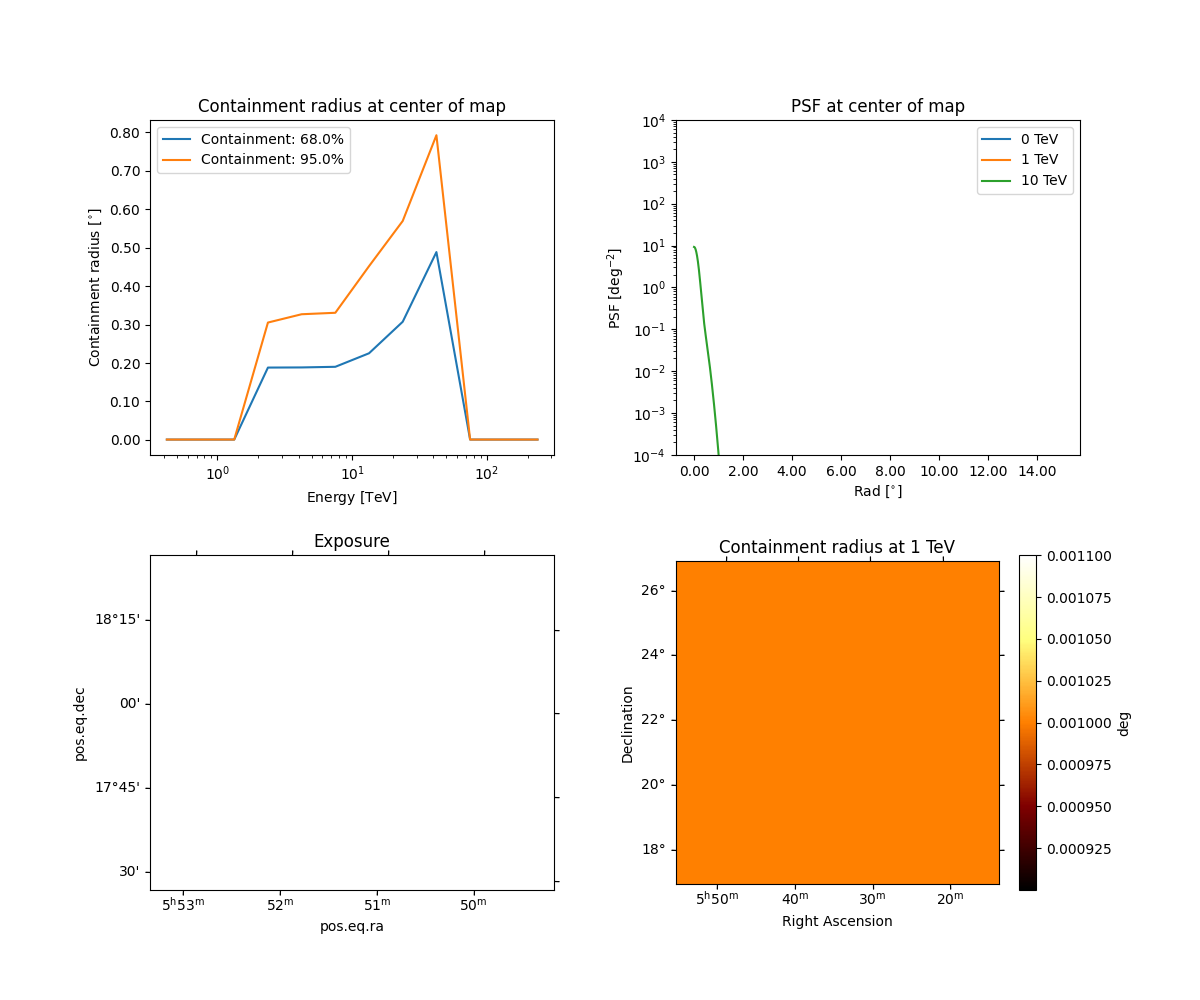 Containment radius at center of map
Containment: 68.0%
Containment: 95.0%
0.80
0.70
0.60
0.50
0.40
0.30
0.20
0.10
0.00
Containment radius [°]
10⁰
10¹
10²
Energy [TeV]
PSF at center of map
0 TeV
1 TeV
10 TeV
10⁴
10³
10²
10¹
10⁰
10⁻¹
10⁻²
10⁻³
10⁻⁴
PSF [deg⁻²]
0.00 2.00 4.00 6.00 8.00 10.00 12.00 14.00
Rad [°]
Exposure
18°15'
00'
17°45'
30'
pos.eq.dec
5ʰ53ᵐ 52ᵐ 51ᵐ 50ᵐ
pos.eq.ra
Containment radius at 1 TeV
26°
24°
22°
20°
18°
Declination
5ʰ50ᵐ 40ᵐ 30ᵐ 20ᵐ
Right Ascension
0.001100
0.001075
0.001050
0.001025
0.001000
0.000975
0.000950
0.000925
deg